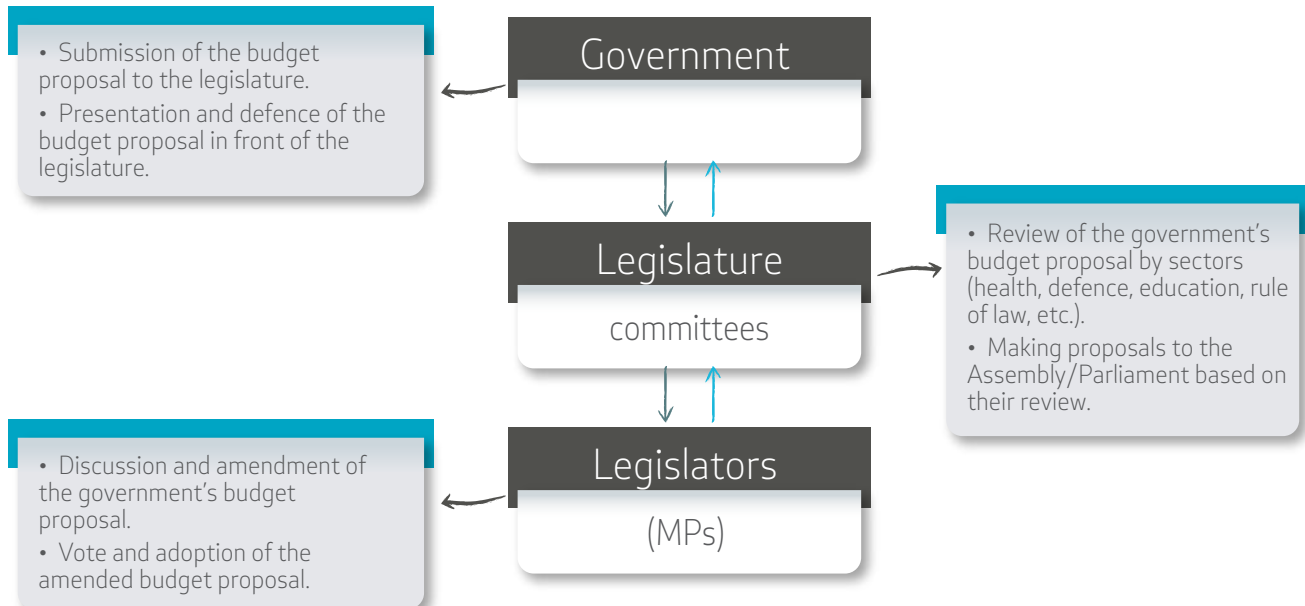 • Submission of the budget
proposal to the legislature.
• Presentation and defence of the
budget proposal in front of the
legislature.
Government
Legislature
committees
• Review of the government’s
budget proposal by sectors
(health, defence, education, rule
of law, etc.).
• Making proposals to the
Assembly/Parliament based on
their review.
• Discussion and amendment of
the government’s budget
proposal.
• Vote and adoption of the
amended budget proposal.
Legislators
(MPs)